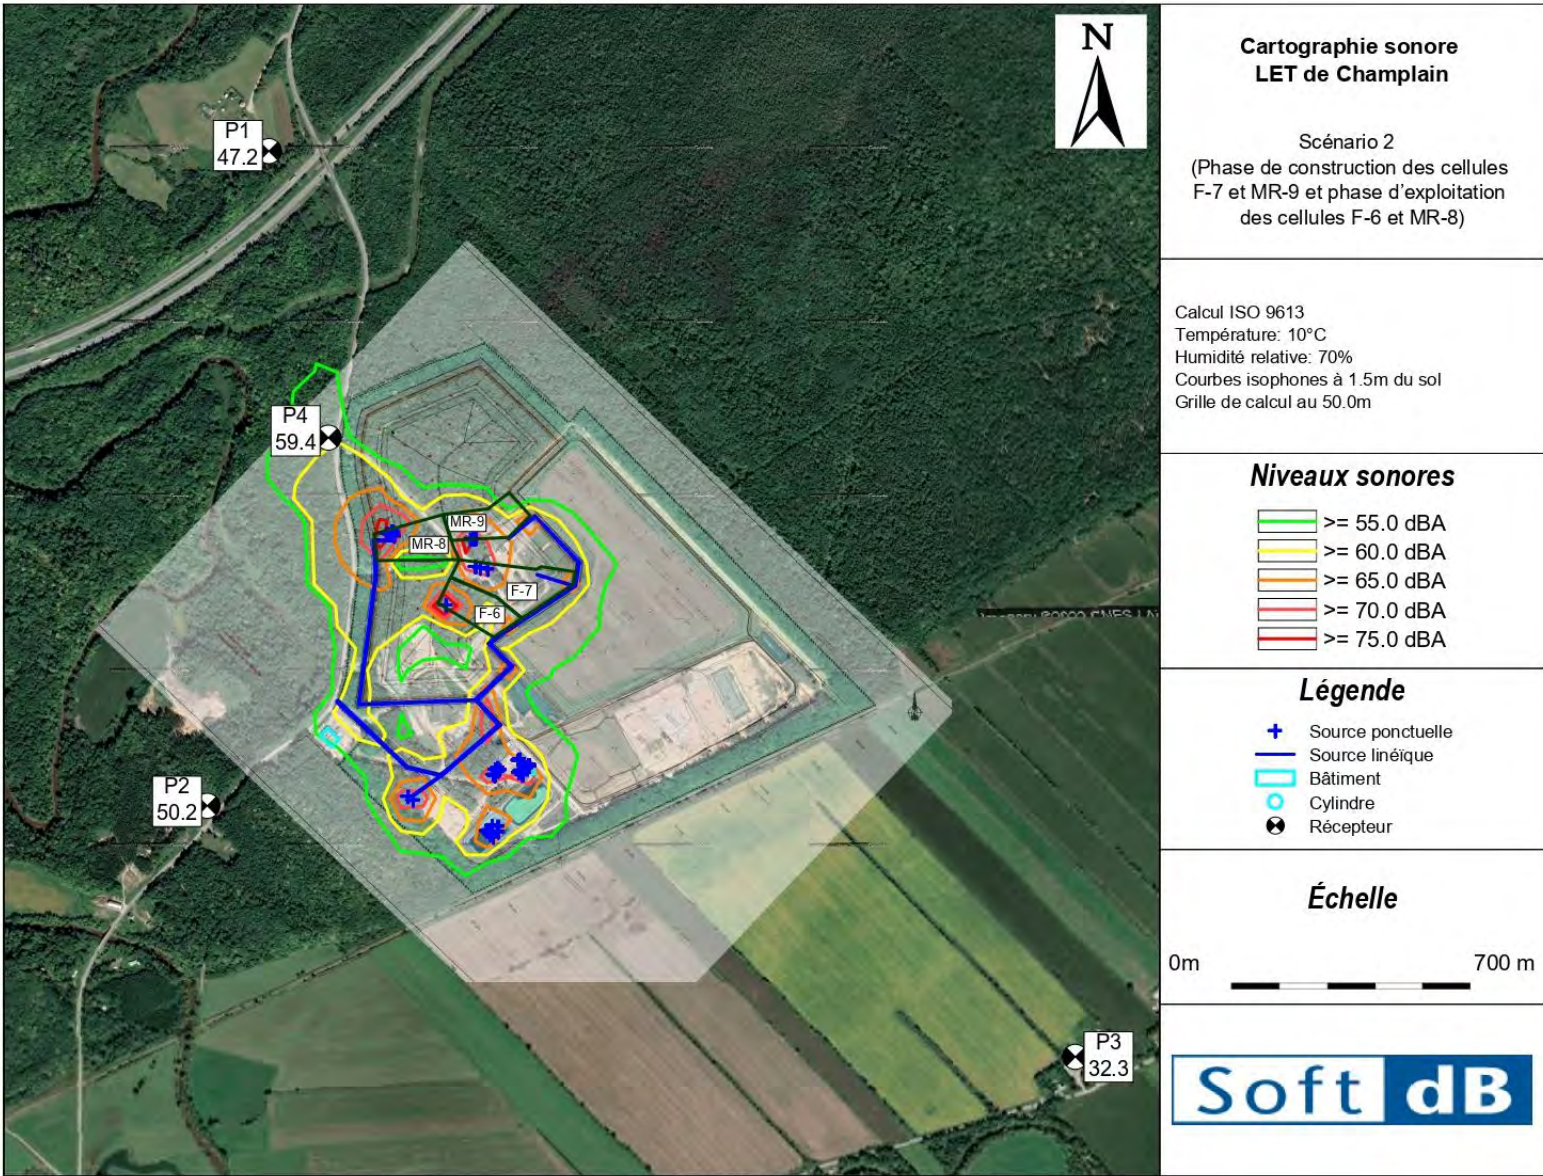 N
P1
47.2
P4
59.4
MR-9
MR-8
F-7
F-6
P2
50.2
P3
32.3
Cartographie sonore
LET de Champlain
Scénario 2
(Phase de construction des cellules
F-7 et MR-9 et phase d'exploitation
des cellules F-6 et MR-8)
Calcul ISO 9613
Température: 10°C
Humidité relative: 70%
Courbes isophones à 1.5m du sol
Grille de calcul au 50.0m
Niveaux sonores
>= 55.0 dBA
>= 60.0 dBA
>= 65.0 dBA
>= 70.0 dBA
>= 75.0 dBA
Légende
Source ponctuelle
Source linéïque
Bâtiment
Cylindre
Récepteur
Échelle
0m 700 m
Soft dB